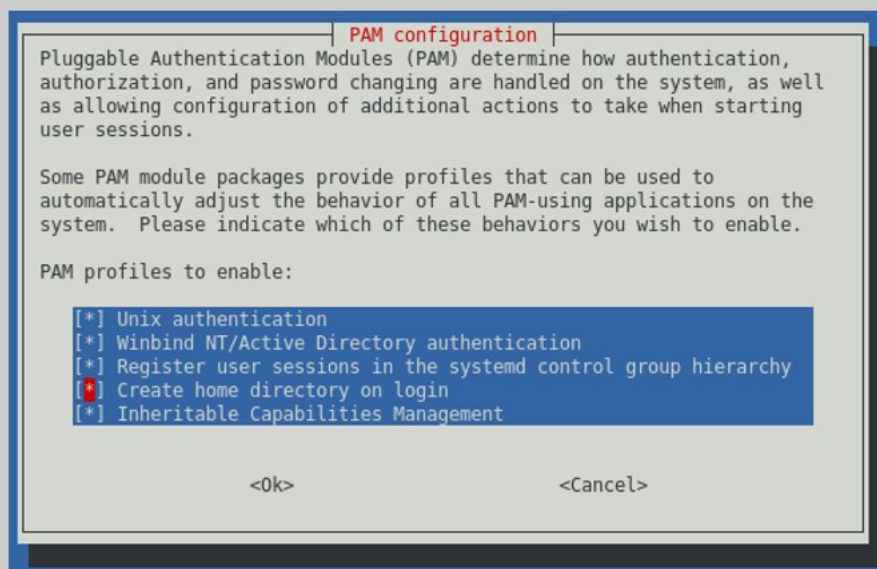 PAM configuration
Pluggable Authentication Modules (PAM) determine how authentication,
authorization, and password changing are handled on the system, as well
as allowing configuration of additional actions to take when starting
user sessions.
Some PAM module packages provide profiles that can be used to
automatically adjust the behavior of all PAM-using applications on the
system.  Please indicate which of these behaviors you wish to enable.
PAM profiles to enable:
[*] Unix authentication
[*] Winbind NT/Active Directory authentication
[*] Register user sessions in the systemd control group hierarchy
[*] Create home directory on login
[*] Inheritable Capabilities Management
<Ok> <Cancel>